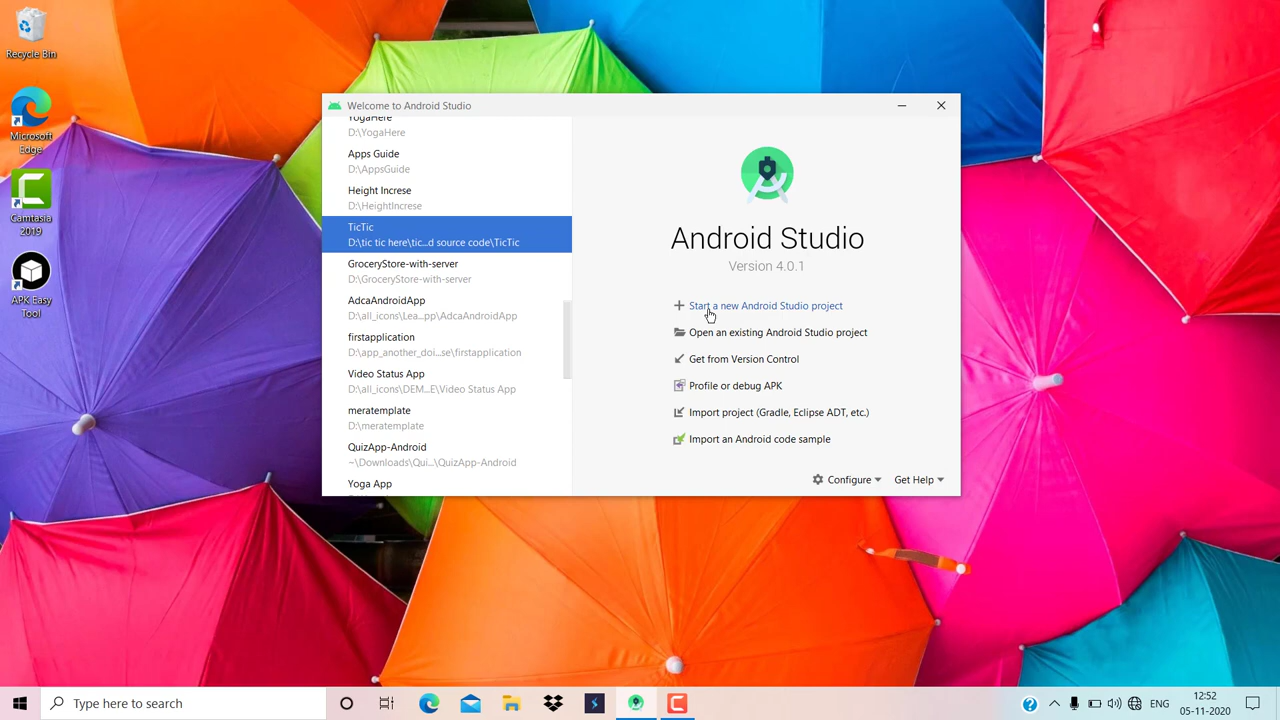 Recycle Bin
Microsoft
Edge
Camtasia
2019
APK Easy
Tool
Welcome to Android Studio
YogaHere
D:\YogaHere
Apps Guide
D:\AppsGuide
Height Increse
D:\HeightIncrese
TicTic
D:\tic tic here\tic...d source code\TicTic
GroceryStore-with-server
D:\GroceryStore-with-server
AdcaAndroidApp
D:\all_icons\Lea...pp\AdcaAndroidApp
firstapplication
D:\app_another_doi...se\firstapplication
Video Status App
D:\all_icons\DEM...E\Video Status App
meratemplate
D:\meratemplate
QuizApp-Android
~\Downloads\Qui...\QuizApp-Android
Yoga App
Android Studio
Version 4.0.1
Start a new Android Studio project
Open an existing Android Studio project
Get from Version Control
Profile or debug APK
Import project (Gradle, Eclipse ADT, etc.)
Import an Android code sample
Configure
Get Help
Type here to search
ENG
12:52
05-11-2020